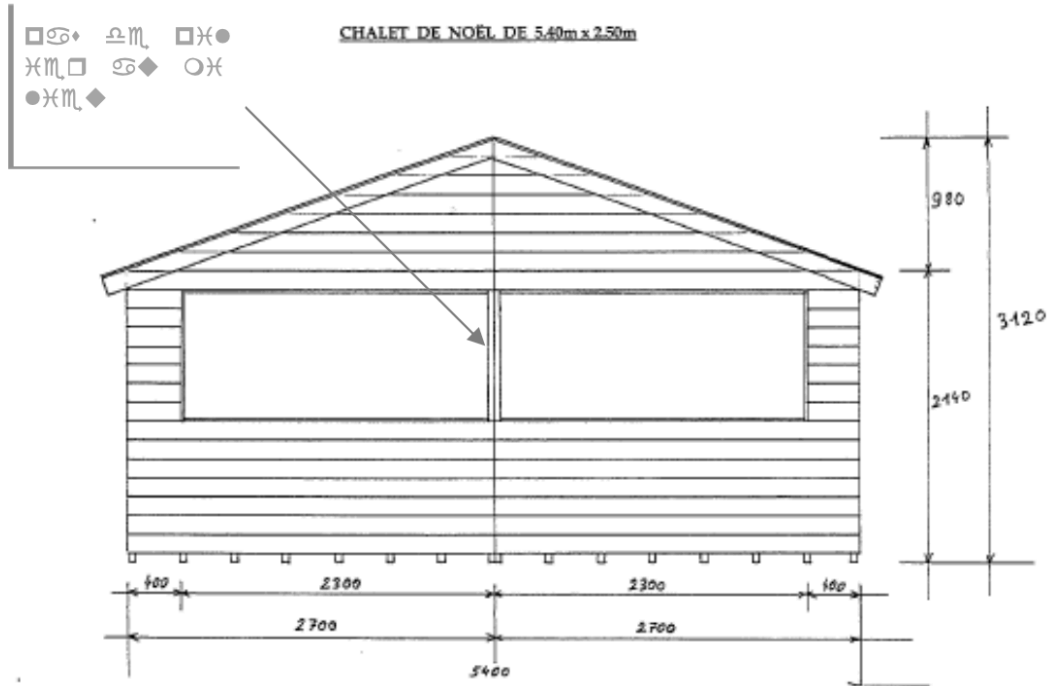 CHALET DE NOËL DE 5.40m x 2.50m
◻♋⬧ ♎♏ ◻♓●
♓♏❒ ♋◆ ❍♓
●♓♏◆
980
3120
2140
400 2300 2300 400
2700 2700
5400